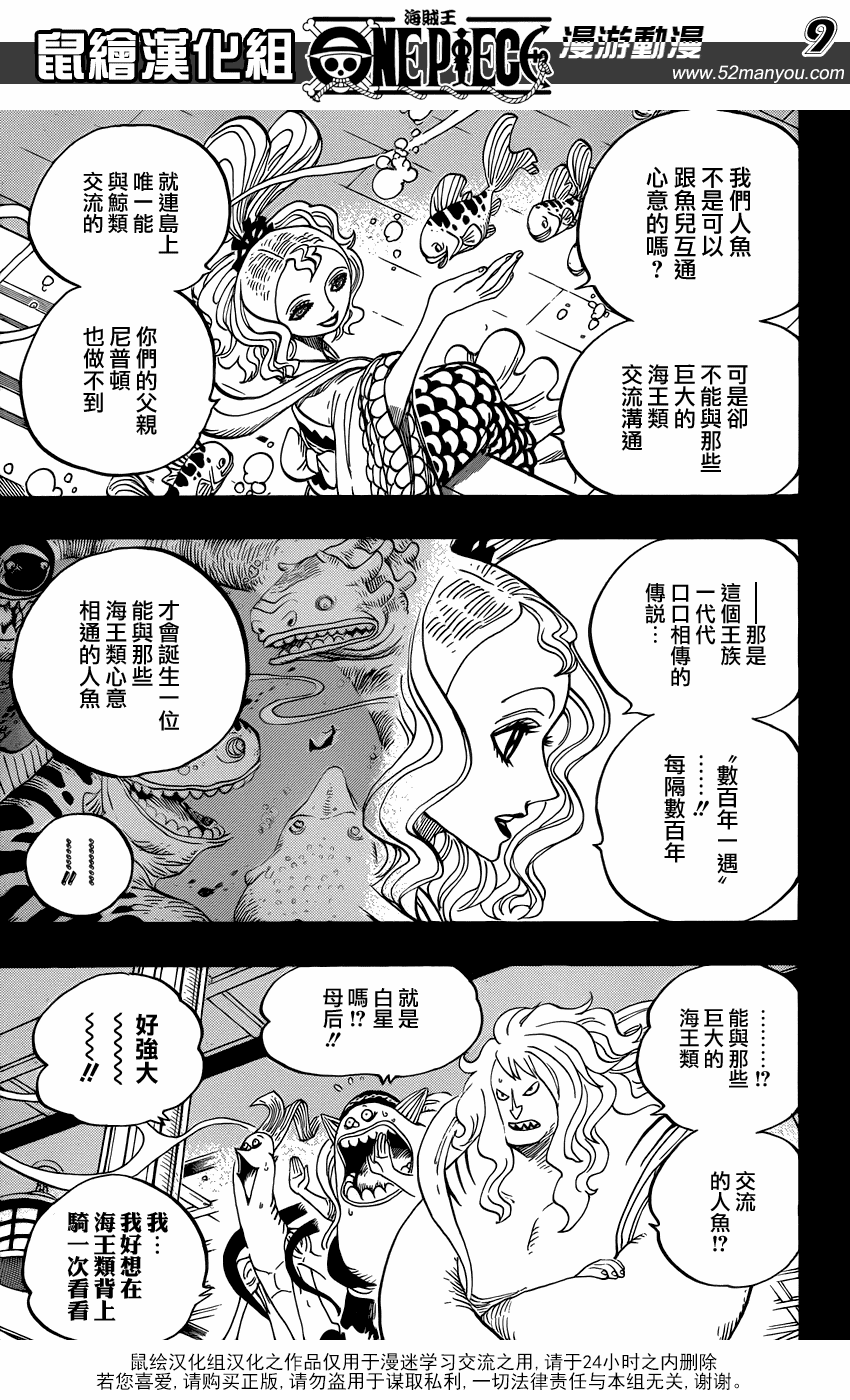 鼠繪漢化組
海賊王
ONE PIECE
漫游動漫
9
www.52manyou.com
我們人魚
不是可以
跟魚兒互通
心意的嗎?
可是卻
不能與那些
巨大的
海王類
交流溝通
就連島上
唯一能
與鯨類
交流的
你們的父親
尼普頓
也做不到
——那是
這個王族
一代代
口口相傳的
傳説…
〝數百年一遇〞
……!!
每隔數百年
才會誕生一位
能與那些
海王類心意
相通的人魚
~~~~~~
~~~~~~!!
………!?
能與那些
巨大的
海王類
交流
的人魚!?
就是
白星
嗎!?
母后!!
好強大
~~~~~~
~~~~~~!!
我…
我好想在
海王類背上
騎一次看看
鼠绘汉化组汉化之作品仅用于漫迷学习交流之用, 请于24小时之内删除
若您喜爱, 请购买正版, 请勿盗用于谋取私利, 一切法律责任与本组无关, 谢谢。